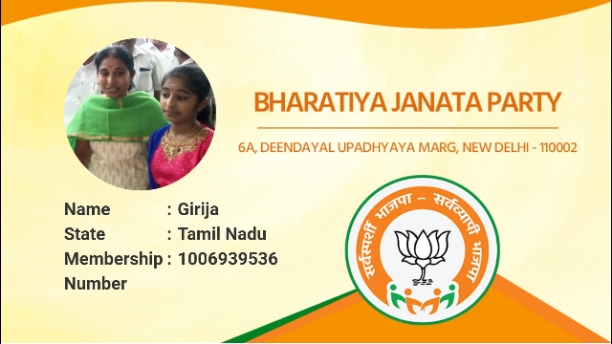 BHARATIYA JANATA PARTY
6A, DEENDAYAL UPADHYAYA MARG, NEW DELHI - 110002
Name : Girija
State : Tamil Nadu
Membership : 1006939536
Number
सर्वस्पर्शी भाजपा - सर्वव्यापी भाजपा